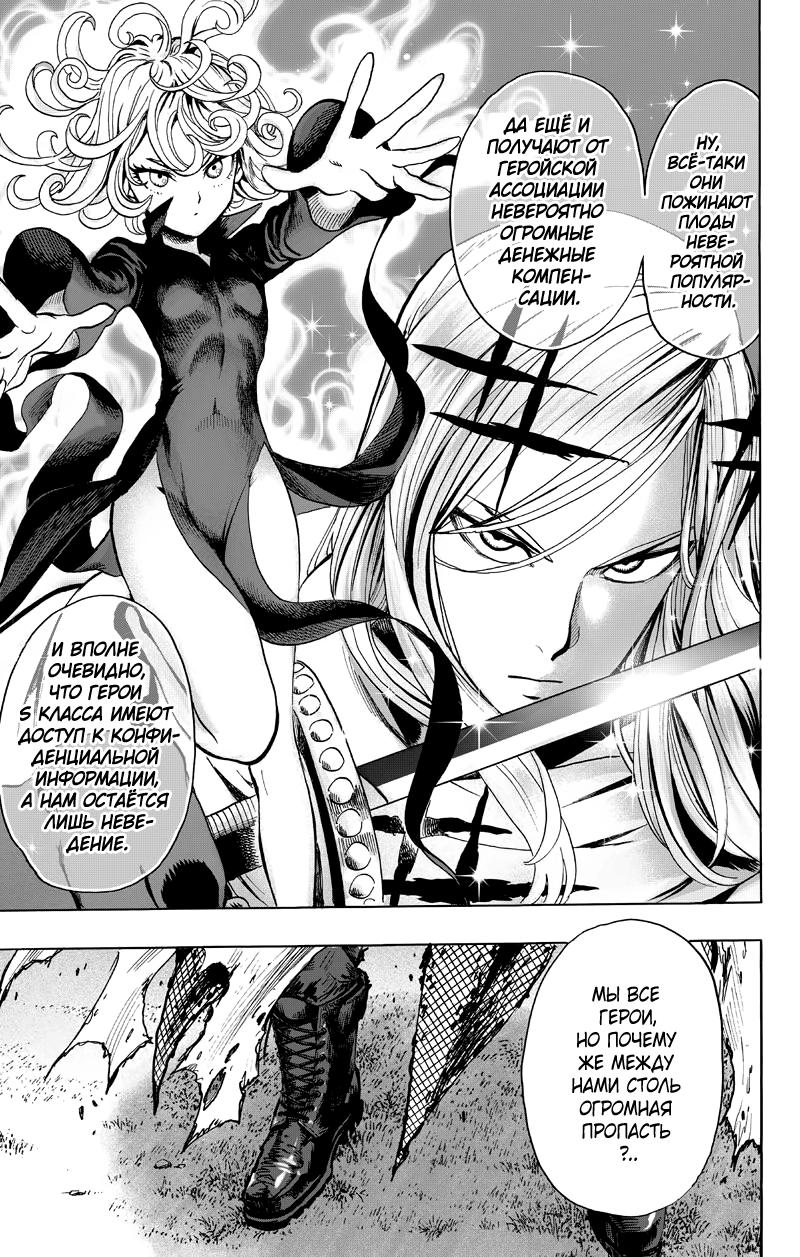 НУ,
ВСЁ-ТАКИ
ОНИ
ПОЖИНАЮТ
ПЛОДЫ
НЕВЕ-
РОЯТНОЙ
ПОПУЛЯР-
НОСТИ.
ДА ЕЩЁ И
ПОЛУЧАЮТ ОТ
ГЕРОЙСКОЙ
АССОЦИАЦИИ
НЕВЕРОЯТНО
ОГРОМНЫЕ
ДЕНЕЖНЫЕ
КОМПЕН-
САЦИИ.
И ВПОЛНЕ
ОЧЕВИДНО,
ЧТО ГЕРОИ
S КЛАССА ИМЕЮТ
ДОСТУП К КОНФИ-
ДЕНЦИАЛЬНОЙ
ИНФОРМАЦИИ,
А НАМ ОСТАЁТСЯ
ЛИШЬ НЕВЕ-
ДЕНИЕ.
МЫ ВСЕ
ГЕРОИ,
НО ПОЧЕМУ
ЖЕ МЕЖДУ
НАМИ СТОЛЬ
ОГРОМНАЯ
ПРОПАСТЬ
?..